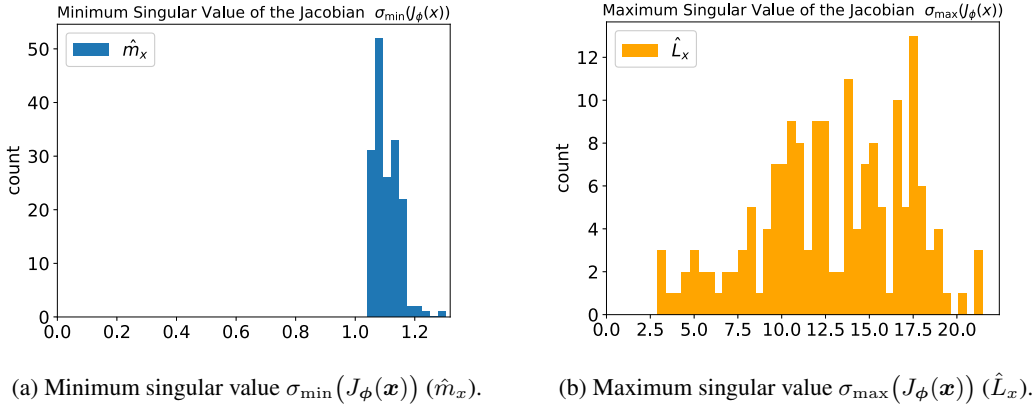 Minimum Singular Value of the Jacobian σmin(Jϕ(x))
m̂x
count
50
40
30
20
10
0
0.0 0.2 0.4 0.6 0.8 1.0 1.2
(a) Minimum singular value σmin(Jϕ(x)) (m̂x).
Maximum Singular Value of the Jacobian σmax(Jϕ(x))
L̂x
count
12
10
8
6
4
2
0
0.0 2.5 5.0 7.5 10.0 12.5 15.0 17.5 20.0
(b) Maximum singular value σmax(Jϕ(x)) (L̂x).